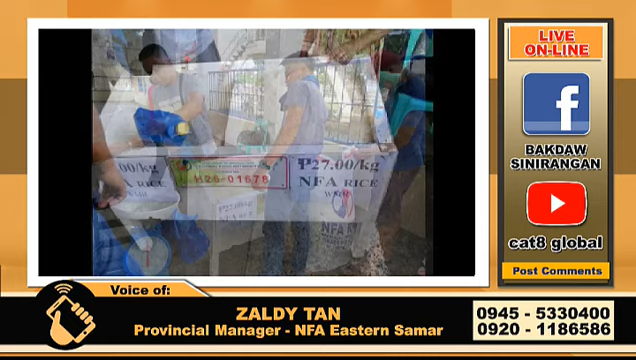 LIVE
ON-LINE
f
BAKDAW
SINIRANGAN
cat8 global
Post Comments
00/kg
FA RICE
H26-01678
₱27.00/kg
NFA RICE
NFA
Voice of:
ZALDY TAN
Provincial Manager - NFA Eastern Samar
0945 - 5330400
0920 - 1186586